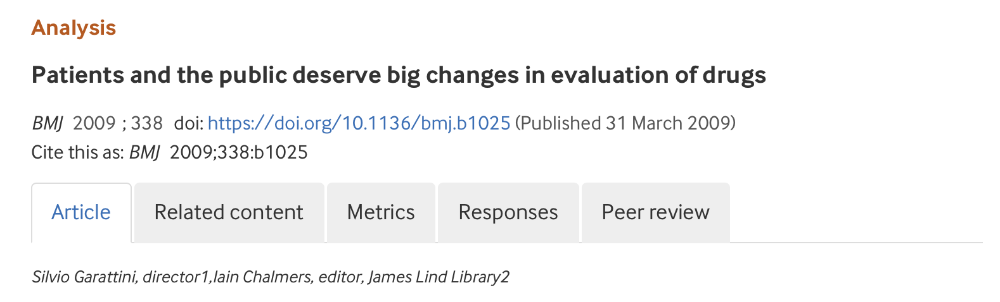 Analysis
Patients and the public deserve big changes in evaluation of drugs
BMJ 2009 ; 338 doi: https://doi.org/10.1136/bmj.b1025 (Published 31 March 2009)
Cite this as: BMJ 2009;338:b1025
Article Related content Metrics Responses Peer review
Silvio Garattini, director1,Iain Chalmers, editor, James Lind Library2